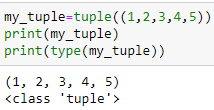 my_tuple=tuple((1,2,3,4,5))
print(my_tuple)
print(type(my_tuple))
(1, 2, 3, 4, 5)
<class 'tuple'>